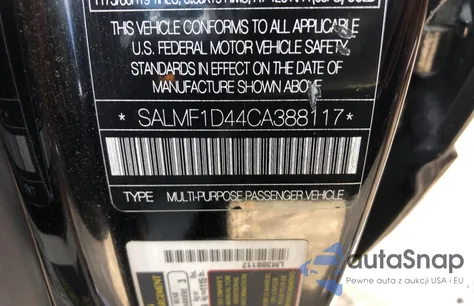 THIS VEHICLE CONFORMS TO ALL APPLICABLE
U.S. FEDERAL MOTOR VEHICLE SAFETY
STANDARDS IN EFFECT ON THE DATE OF
MANUFACTURE SHOWN ABOVE
* SALMF1D44CA388117 *
TYPE MULTI-PURPOSE PASSENGER VEHICLE
LM388117
autaSnap
Pewne auta z aukcji USA i EU